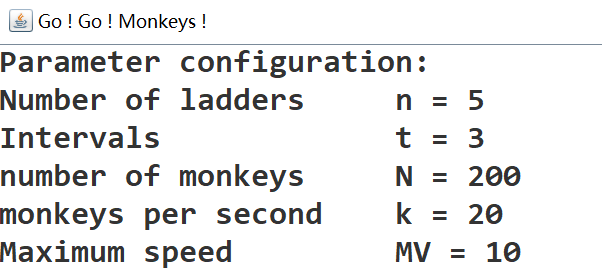 Go ! Go ! Monkeys !
Parameter configuration:
Number of ladders n = 5
Intervals t = 3
number of monkeys N = 200
monkeys per second k = 20
Maximum speed MV = 10